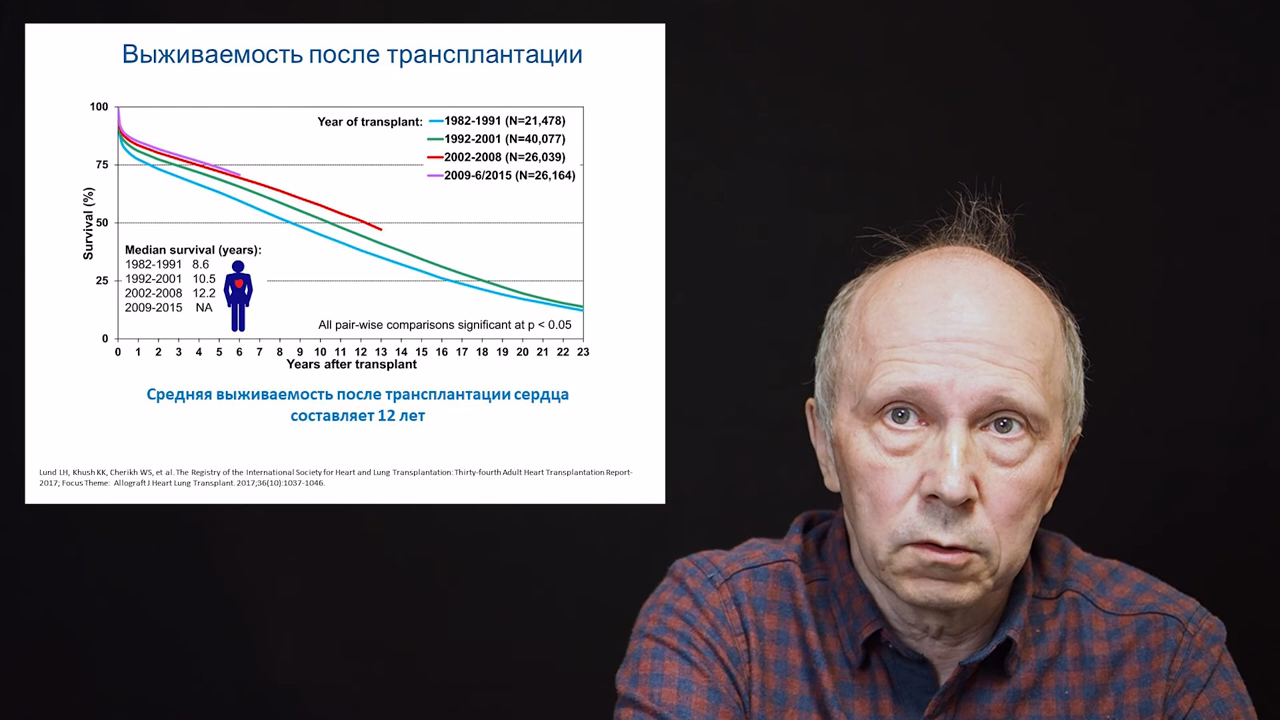 Выживаемость после трансплантации
100
75
50
25
0
Survival (%)
Year of transplant:
1982-1991 (N=21,478)
1992-2001 (N=40,077)
2002-2008 (N=26,039)
2009-6/2015 (N=26,164)
Median survival (years):
1982-1991 8.6
1992-2001 10.5
2002-2008 12.2
2009-2015 NA
All pair-wise comparisons significant at p < 0.05
0 1 2 3 4 5 6 7 8 9 10 11 12 13 14 15 16 17 18 19 20 21 22 23
Years after transplant
Средняя выживаемость после трансплантации сердца
составляет 12 лет
Lund LH, Khush KK, Cherikh WS, et al. The Registry of the International Society for Heart and Lung Transplantation: Thirty-fourth Adult Heart Transplantation Report-
2017; Focus Theme: Allograft J Heart Lung Transplant. 2017;36(10):1037-1046.